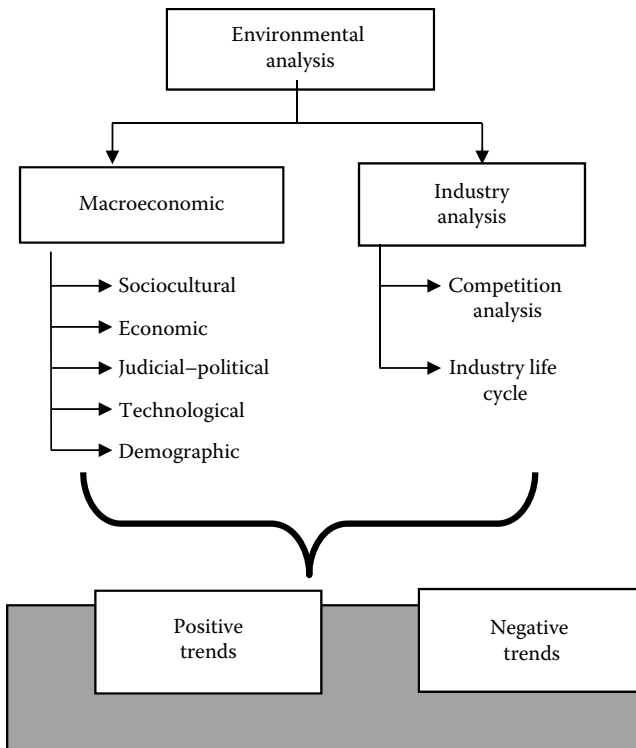 Environmental
analysis
Macroeconomic
Sociocultural
Economic
Judicial–political
Technological
Demographic
Industry
analysis
Competition
analysis
Industry life
cycle
Positive
trends
Negative
trends